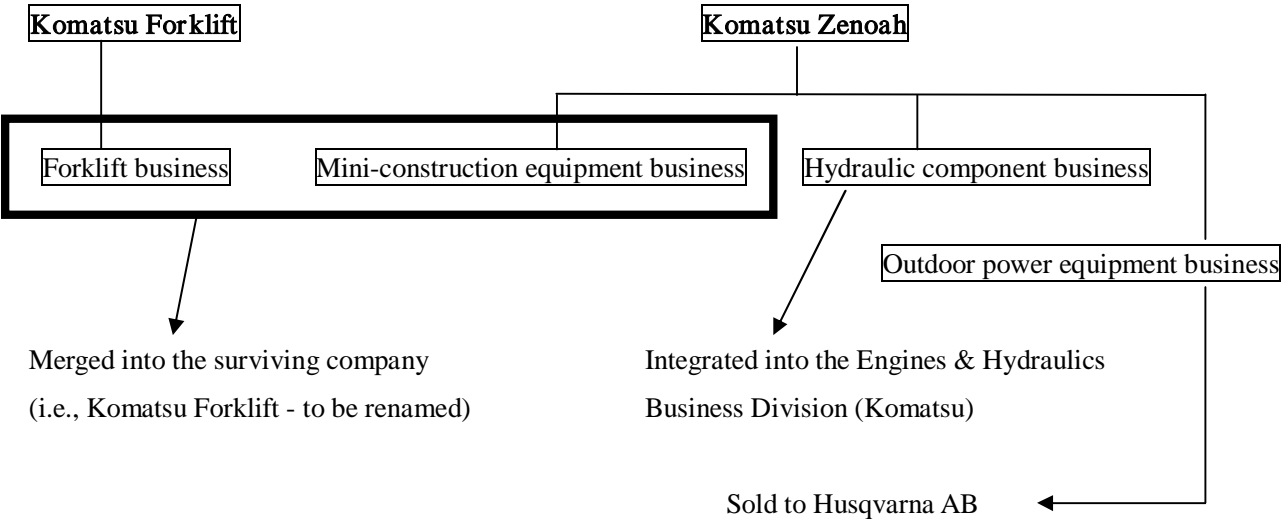 Komatsu Forklift
Komatsu Zenoah
Forklift business
Mini-construction equipment business
Hydraulic component business
Outdoor power equipment business
Merged into the surviving company
(i.e., Komatsu Forklift - to be renamed)
Integrated into the Engines & Hydraulics
Business Division (Komatsu)
Sold to Husqvarna AB